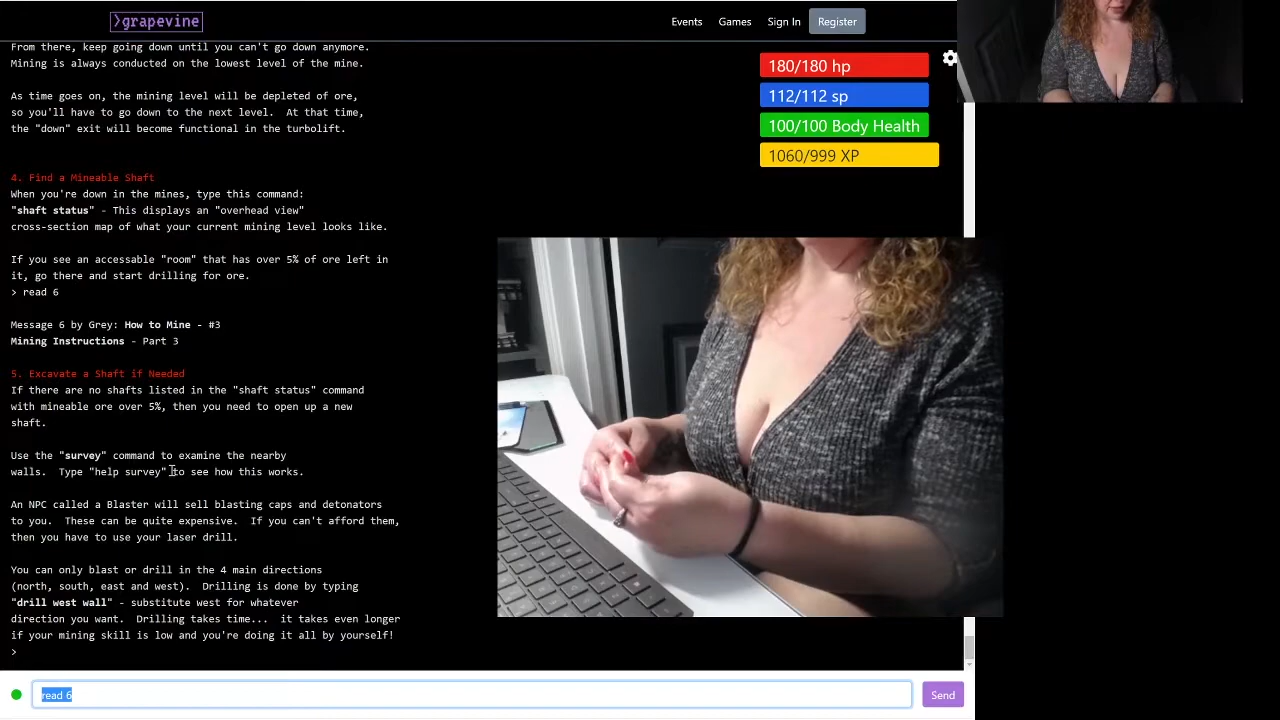 >grapevine
Events
Games
Sign In
Register
From there, keep going down until you can't go down anymore.
Mining is always conducted on the lowest level of the mine.
As time goes on, the mining level will be depleted of ore,
so you'll have to go down to the next level.  At that time,
the "down" exit will become functional in the turbolift.
4. Find a Mineable Shaft
When you're down in the mines, type this command:
"shaft status" - This displays an "overhead view"
cross-section map of what your current mining level looks like.
If you see an accessable "room" that has over 5% of ore left in
it, go there and start drilling for ore.
> read 6
Message 6 by Grey: How to Mine - #3
Mining Instructions - Part 3
5. Excavate a Shaft if Needed
If there are no shafts listed in the "shaft status" command
with mineable ore over 5%, then you need to open up a new
shaft.
Use the "survey" command to examine the nearby
walls.  Type "help survey" to see how this works.
An NPC called a Blaster will sell blasting caps and detonators
to you.  These can be quite expensive.  If you can't afford them,
then you have to use your laser drill.
You can only blast or drill in the 4 main directions
(north, south, east and west).  Drilling is done by typing
"drill west wall" - substitute west for whatever
direction you want.  Drilling takes time...  it takes even longer
if your mining skill is low and you're doing it all by yourself!
>
180/180 hp
112/112 sp
100/100 Body Health
1060/999 XP
read 6
Send